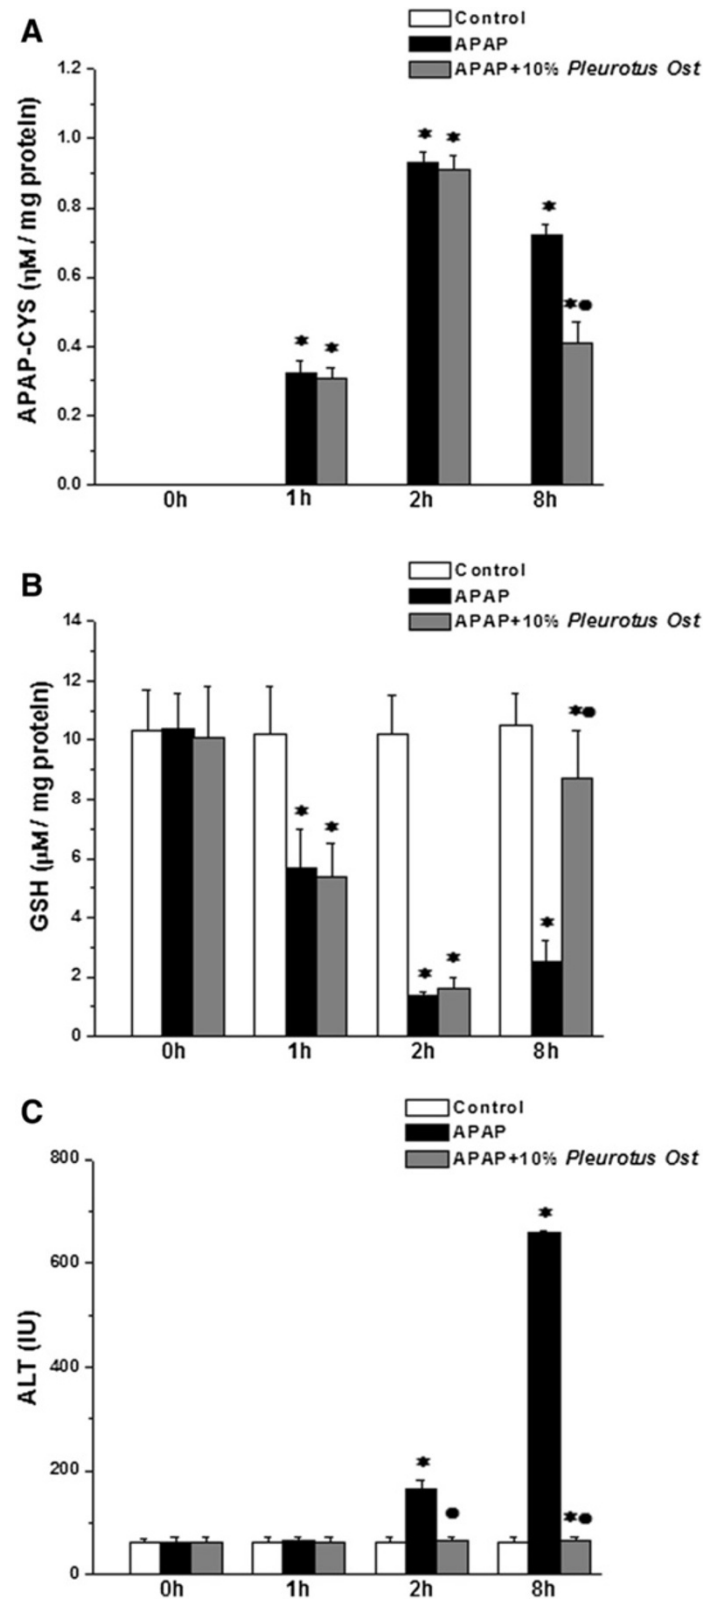 A
Control
APAP
APAP+10% Pleurotus Ost
1.2
1.0
0.8
0.6
0.4
0.2
0.0
APAP-CYS (ηM / mg protein)
0h 1h 2h 8h
B
Control
APAP
APAP+10% Pleurotus Ost
14
12
10
8
6
4
2
0
GSH (μM / mg protein)
0h 1h 2h 8h
C
Control
APAP
APAP+10% Pleurotus Ost
800
600
400
200
0
ALT (IU)
0h 1h 2h 8h